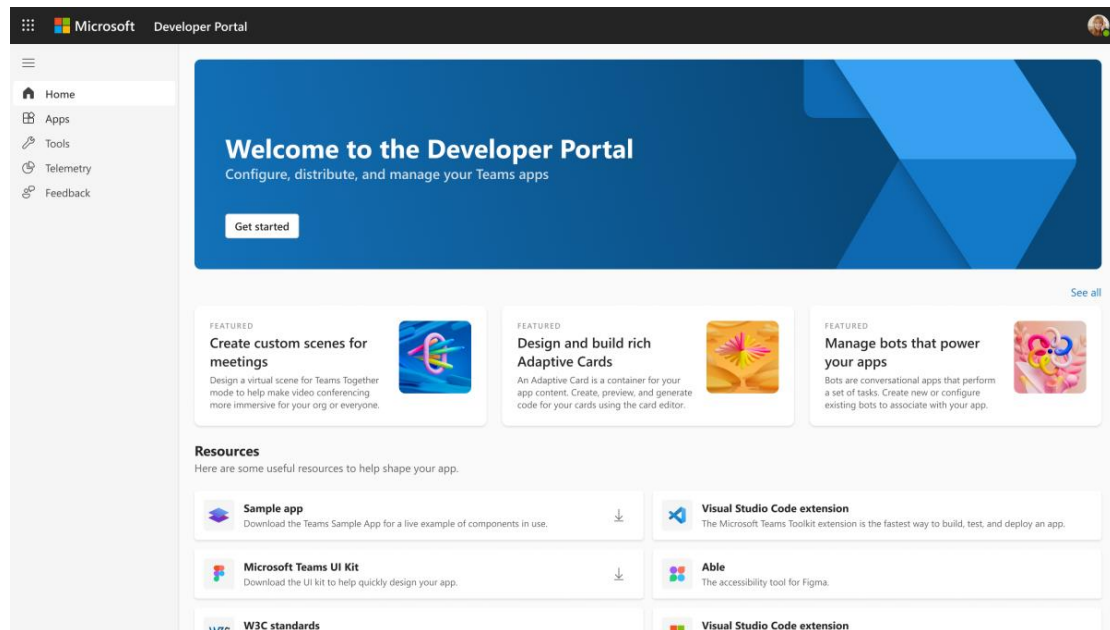 Microsoft Developer Portal
Home
Apps
Tools
Telemetry
Feedback
Welcome to the Developer Portal
Configure, distribute, and manage your Teams apps
Get started
See all
FEATURED
Create custom scenes for
meetings
Design a virtual scene for Teams Together
mode to help make video conferencing
more immersive for your org or everyone.
FEATURED
Design and build rich
Adaptive Cards
An Adaptive Card is a container for your
app content. Create, preview, and generate
code for your cards using the card editor.
FEATURED
Manage bots that power
your apps
Bots are conversational apps that perform
a set of tasks. Create new or configure
existing bots to associate with your app.
Resources
Here are some useful resources to help shape your app.
Sample app
Download the Teams Sample App for a live example of components in use.
Visual Studio Code extension
The Microsoft Teams Toolkit extension is the fastest way to build, test, and deploy an app.
Microsoft Teams UI Kit
Download the UI kit to help quickly design your app.
Able
The accessibility tool for Figma.
W3C standards
Visual Studio Code extension